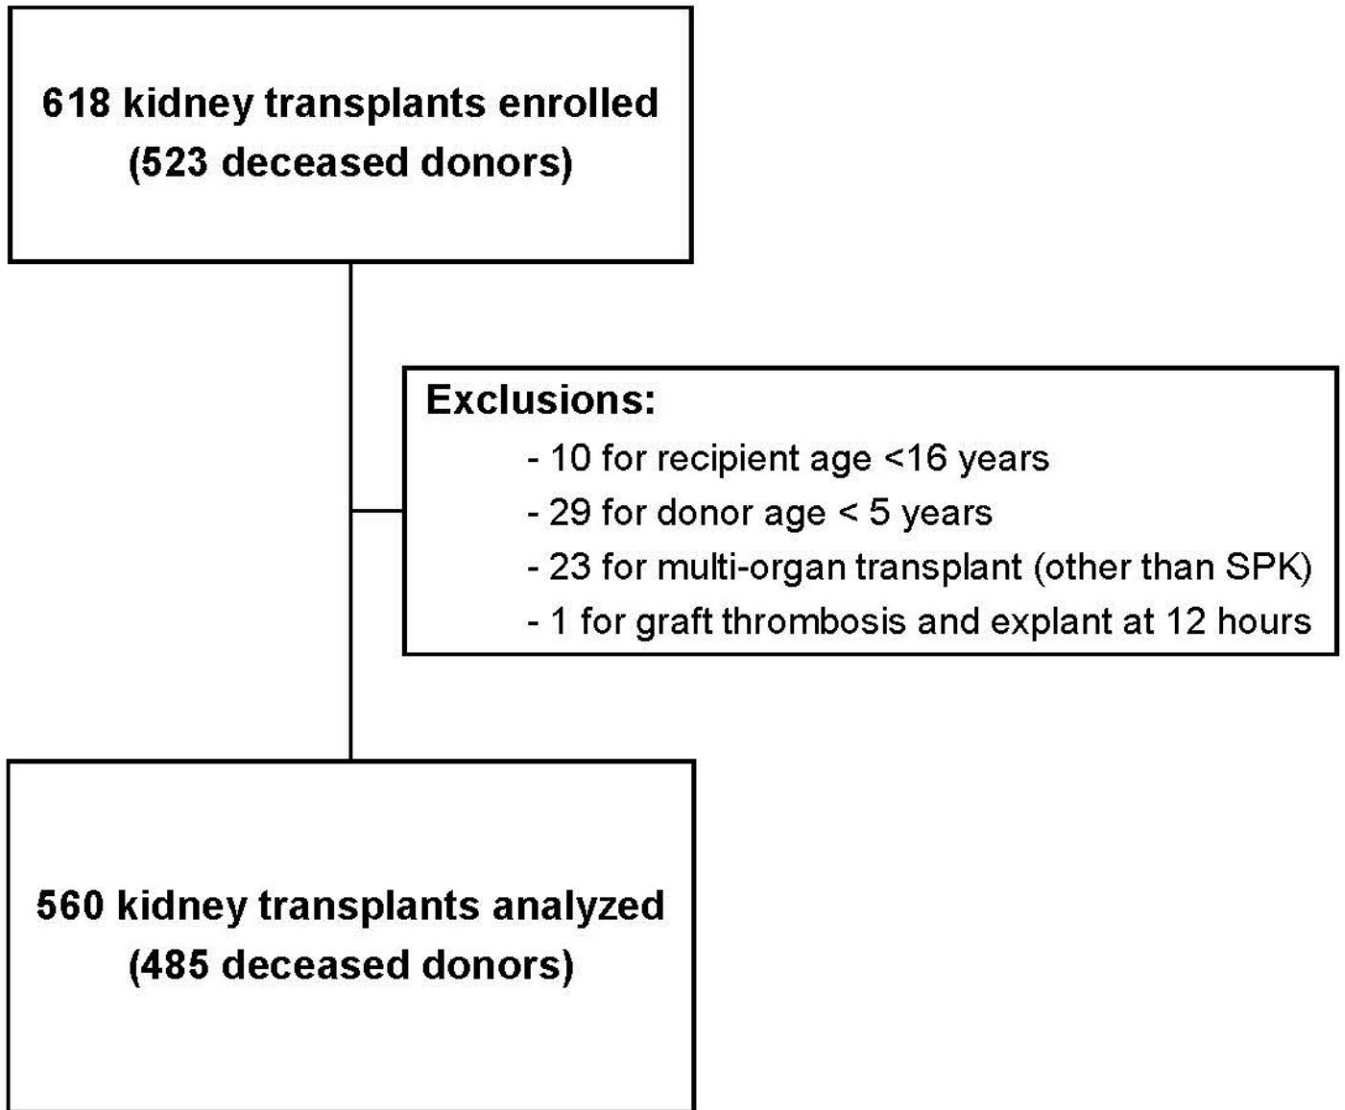 618 kidney transplants enrolled
(523 deceased donors)
Exclusions:
- 10 for recipient age <16 years
- 29 for donor age < 5 years
- 23 for multi-organ transplant (other than SPK)
- 1 for graft thrombosis and explant at 12 hours
560 kidney transplants analyzed
(485 deceased donors)